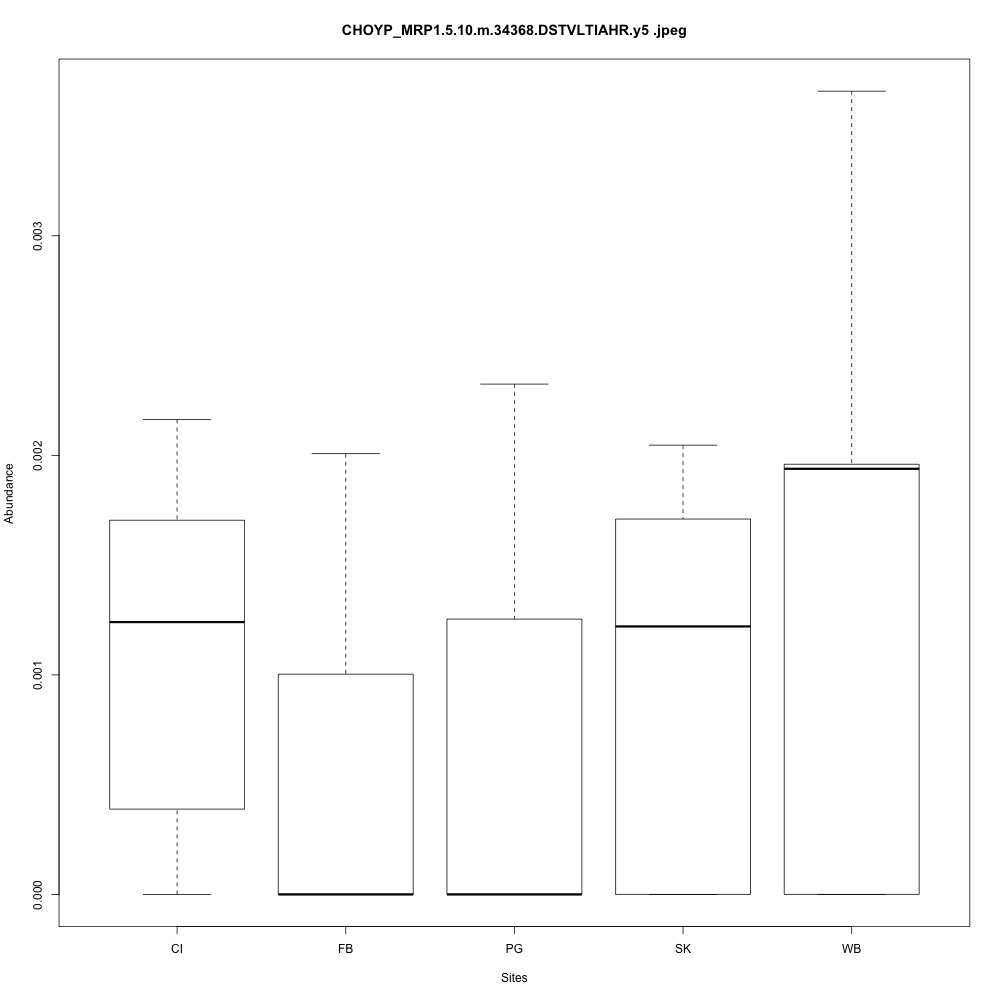 CHOYP_MRP1.5.10.m.34368.DSTVLTIAHR.y5 .jpeg
0.003
0.002
0.001
0.000
Abundance
CI FB PG SK WB
Sites